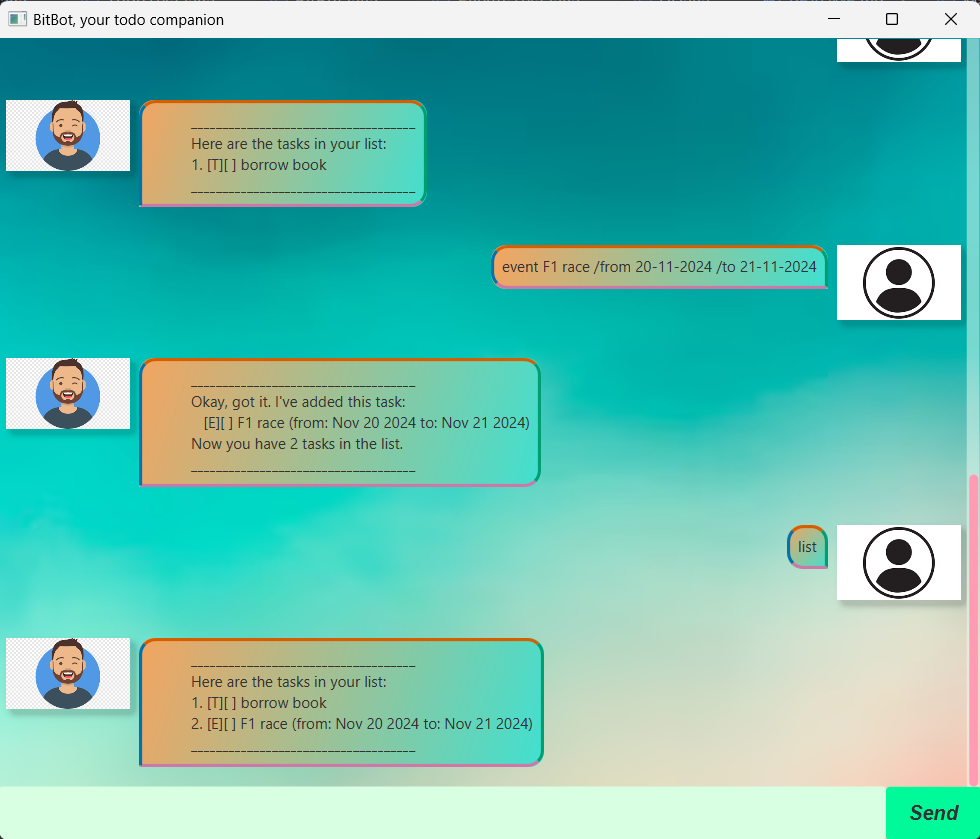 BitBot, your todo companion
____________________________________
Here are the tasks in your list:
1. [T][ ] borrow book
____________________________________
event F1 race /from 20-11-2024 /to 21-11-2024
____________________________________
Okay, got it. I've added this task:
[E][ ] F1 race (from: Nov 20 2024 to: Nov 21 2024)
Now you have 2 tasks in the list.
____________________________________
list
____________________________________
Here are the tasks in your list:
1. [T][ ] borrow book
2. [E][ ] F1 race (from: Nov 20 2024 to: Nov 21 2024)
____________________________________
Send